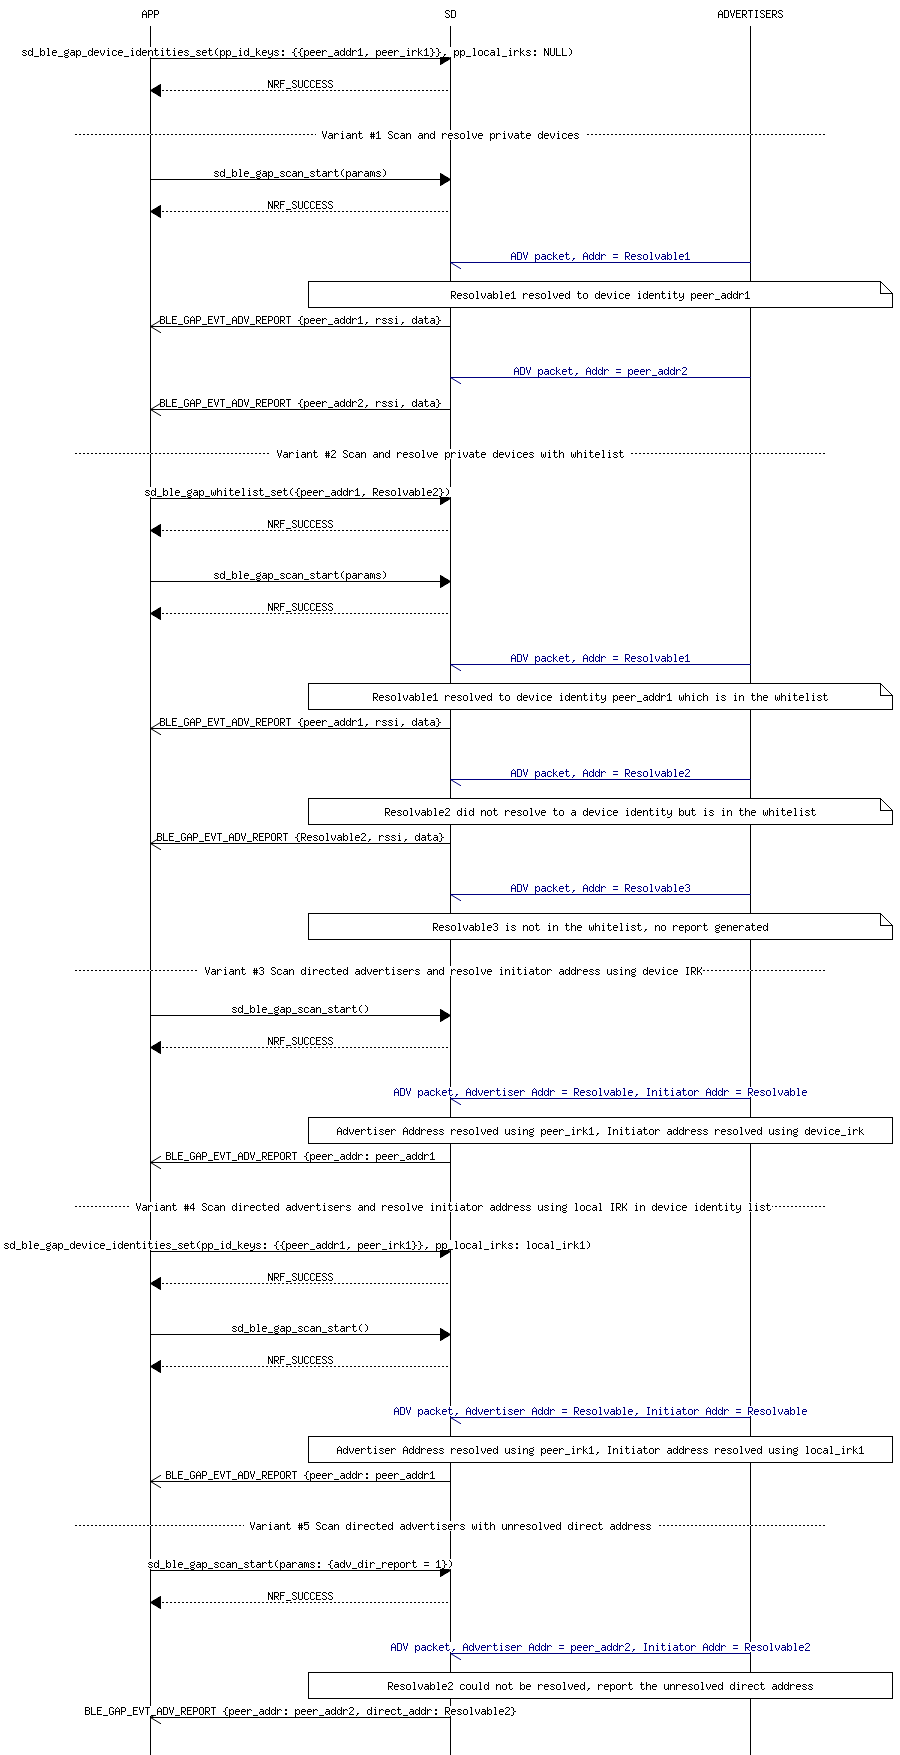 APP SD ADVERTISERS
sd_ble_gap_device_identities_set(pp_id_keys: {{peer_addr1, peer_irk1}}, pp_local_irks: NULL)
NRF_SUCCESS
Variant #1 Scan and resolve private devices
sd_ble_gap_scan_start(params)
NRF_SUCCESS
ADV packet, Addr = Resolvable1
Resolvable1 resolved to device identity peer_addr1
BLE_GAP_EVT_ADV_REPORT {peer_addr1, rssi, data}
ADV packet, Addr = peer_addr2
BLE_GAP_EVT_ADV_REPORT {peer_addr2, rssi, data}
Variant #2 Scan and resolve private devices with whitelist
sd_ble_gap_whitelist_set({peer_addr1, Resolvable2})
NRF_SUCCESS
sd_ble_gap_scan_start(params)
NRF_SUCCESS
ADV packet, Addr = Resolvable1
Resolvable1 resolved to device identity peer_addr1 which is in the whitelist
BLE_GAP_EVT_ADV_REPORT {peer_addr1, rssi, data}
ADV packet, Addr = Resolvable2
Resolvable2 did not resolve to a device identity but is in the whitelist
BLE_GAP_EVT_ADV_REPORT {Resolvable2, rssi, data}
ADV packet, Addr = Resolvable3
Resolvable3 is not in the whitelist, no report generated
Variant #3 Scan directed advertisers and resolve initiator address using device IRK
sd_ble_gap_scan_start()
NRF_SUCCESS
ADV packet, Advertiser Addr = Resolvable, Initiator Addr = Resolvable
Advertiser Address resolved using peer_irk1, Initiator address resolved using device_irk
BLE_GAP_EVT_ADV_REPORT {peer_addr: peer_addr1
Variant #4 Scan directed advertisers and resolve initiator address using local IRK in device identity list
sd_ble_gap_device_identities_set(pp_id_keys: {{peer_addr1, peer_irk1}}, pp_local_irks: local_irk1)
NRF_SUCCESS
sd_ble_gap_scan_start()
NRF_SUCCESS
ADV packet, Advertiser Addr = Resolvable, Initiator Addr = Resolvable
Advertiser Address resolved using peer_irk1, Initiator address resolved using local_irk1
BLE_GAP_EVT_ADV_REPORT {peer_addr: peer_addr1
Variant #5 Scan directed advertisers with unresolved direct address
sd_ble_gap_scan_start(params: {adv_dir_report = 1})
NRF_SUCCESS
ADV packet, Advertiser Addr = peer_addr2, Initiator Addr = Resolvable2
Resolvable2 could not be resolved, report the unresolved direct address
BLE_GAP_EVT_ADV_REPORT {peer_addr: peer_addr2, direct_addr: Resolvable2}